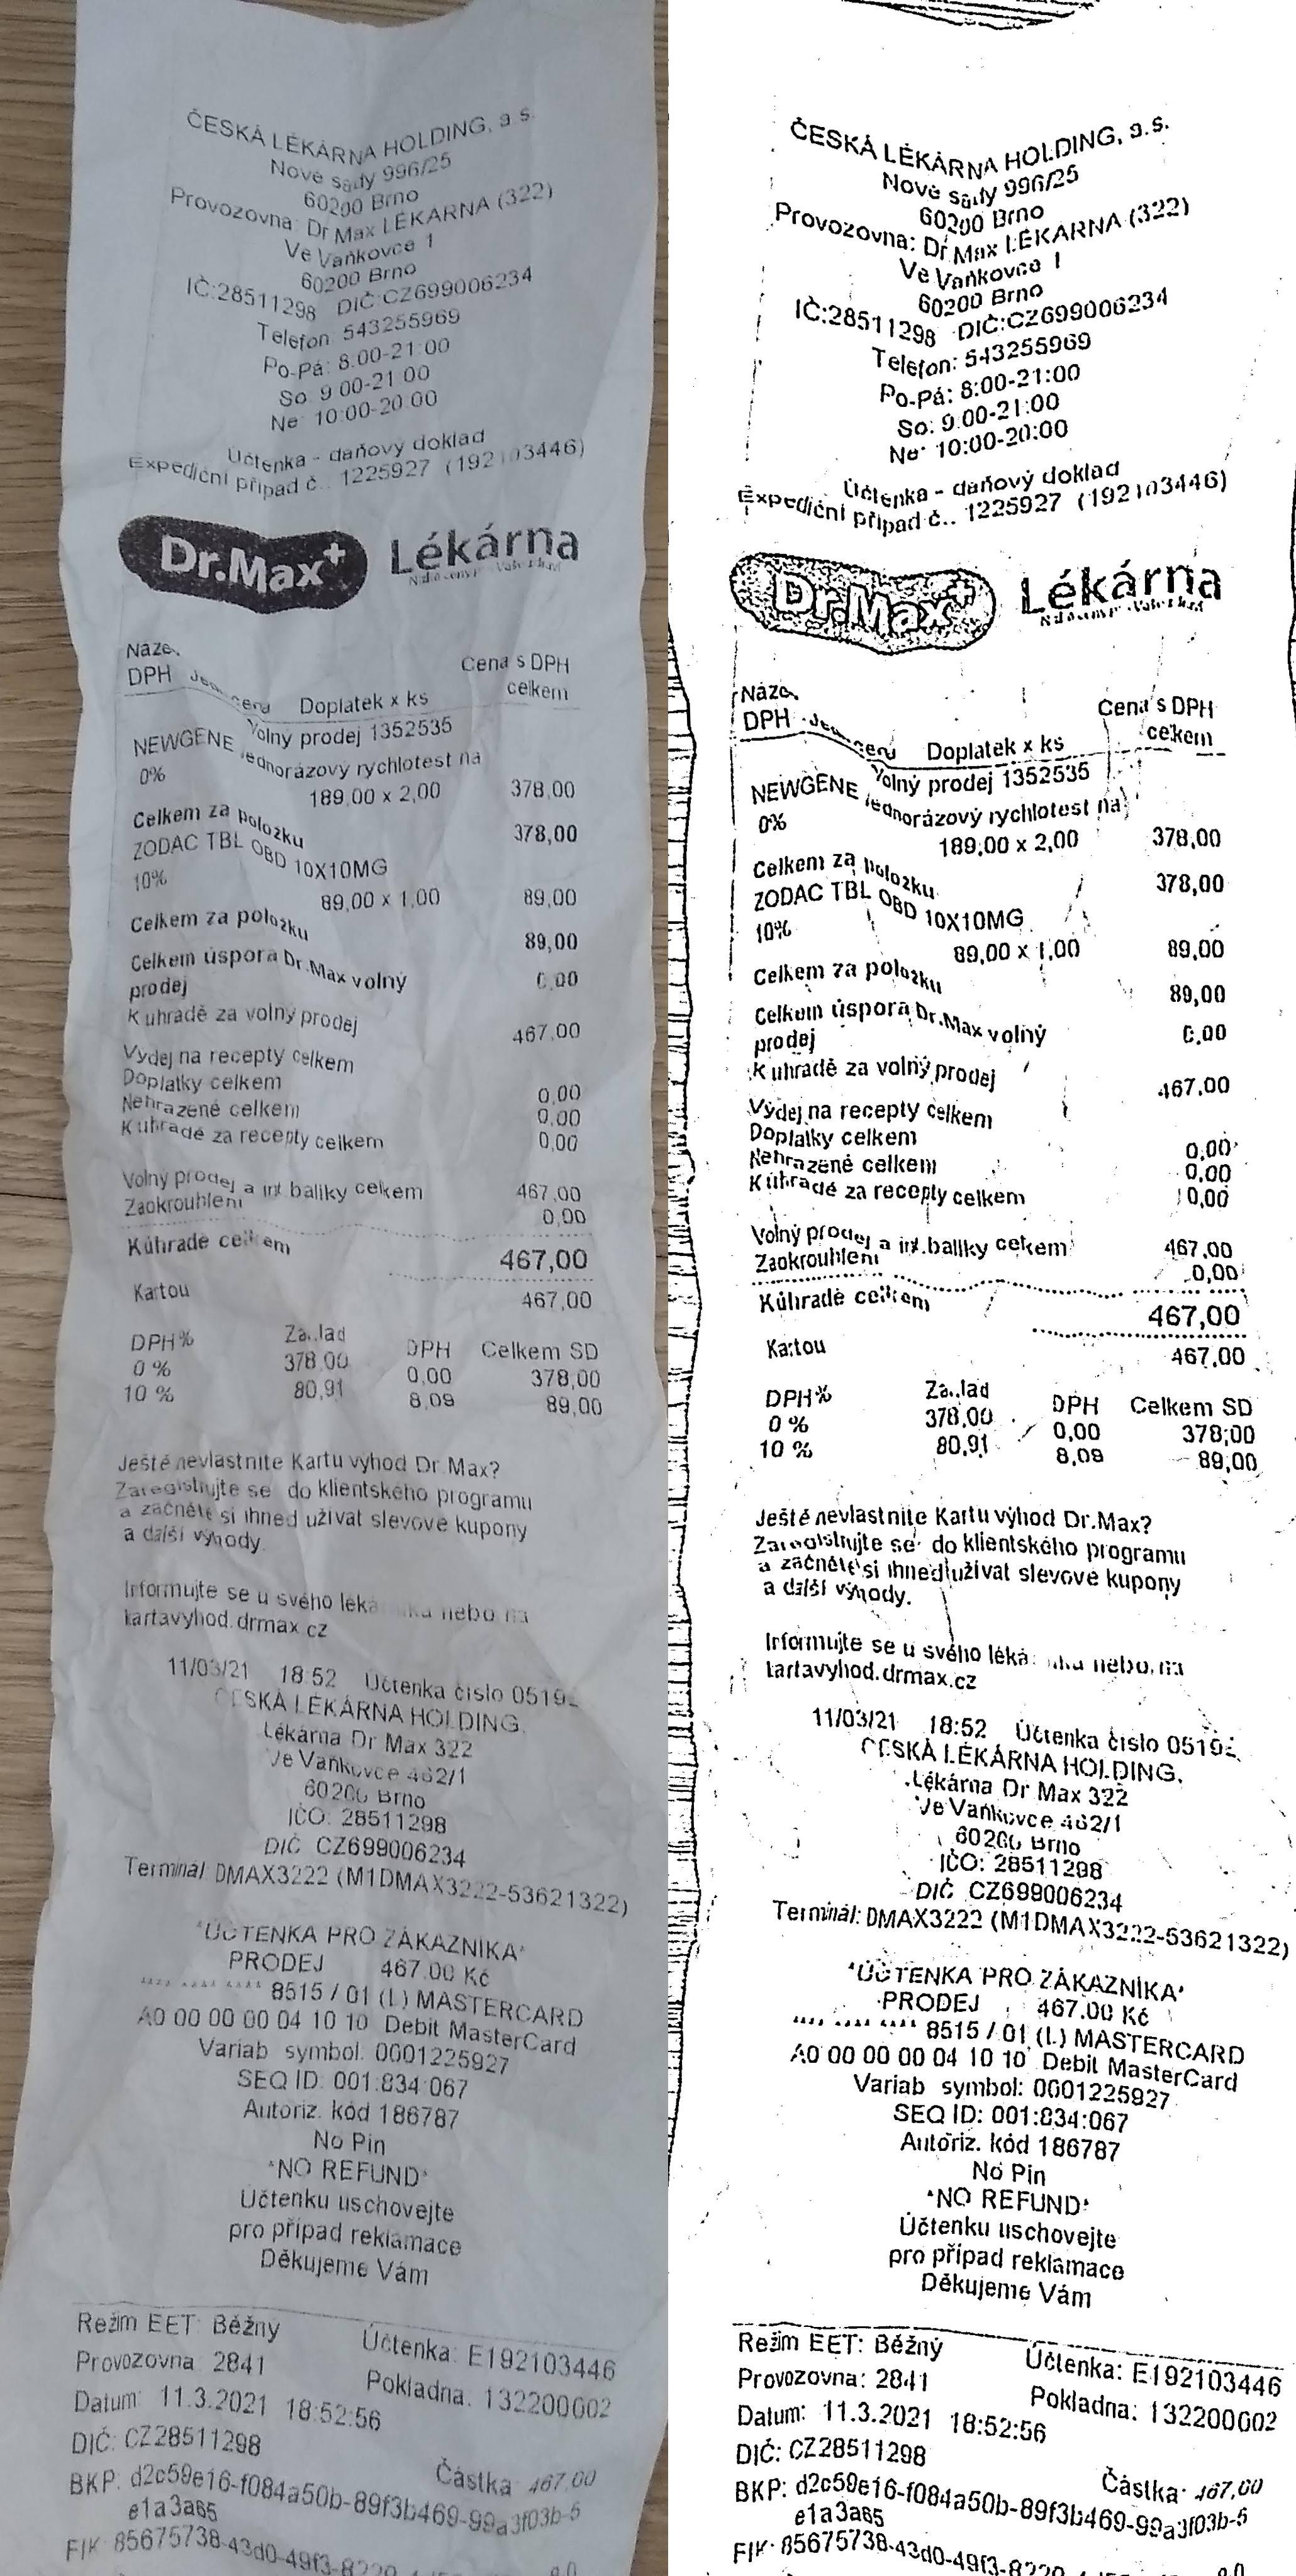 ČESKÁ LÉKÁRNA HOLDING, a.s.
Nové sady 996/25
60200 Brno
Provozovna: Dr Max LÉKÁRNA (322)
Ve Vaňkovce 1
60200 Brno
IČ:28511298 DIČ:CZ699006234
Telefon: 543255969
Po-Pá: 8:00-21:00
So: 9:00-21:00
Ne: 10:00-20:00
Účtenka - daňový doklad
Expediční případ č.: 1225927 (192103446)
Dr.Max+ Lékárna
Cena s DPH
DPH Doplatek x ks celkem
Volný prodej 1352535
NEWGENE jednorázový rychlotest na
0% 189,00 x 2,00 378,00
Celkem za položku 378,00
ZODAC TBL OBD 10X10MG
10% 89,00 x 1,00 89,00
Celkem za položku 89,00
Celkem úspora Dr.Max volný
prodej 0,00
K úhradě za volný prodej 467,00
Výdej na recepty celkem
Doplatky celkem 0,00
Nehrazené celkem 0,00
K úhradě za recepty celkem 0,00
Volný prodej a int.balíky celkem 467,00
Zaokrouhlení 0,00
K úhradě celkem 467,00
Kartou 467,00
DPH% DPH Celkem SD
0 % 378,00 0,00 378,00
10 % 80,91 8,09 89,00
Ještě nevlastníte Kartu výhod Dr.Max?
Zaregistrujte se do klientského programu
a začněte si ihned užívat slevové kupony
a další výhody.
Informujte se u svého nebo na
kartavyhod.drmax.cz
11/03/21 18:52 Účtenka číslo
ČESKÁ LÉKÁRNA HOLDING,
Lékárna Dr Max 322
Ve Vaňkovce 462/1
60200 Brno
IČO: 28511298
DIČ CZ699006234
Terminál: DMAX3222 (M1DMAX3222-53621322)
*ÚČTENKA PRO ZÁKAZNÍKA*
PRODEJ 467.00 Kč
**** **** **** 8515 / 01 (L) MASTERCARD
A0 00 00 00 04 10 10 Debit MasterCard
Variab symbol: 0001225927
SEQ ID: 001:834:067
Autoriz. kód 186787
No Pin
*NO REFUND*
Účtenku uschovejte
pro případ reklamace
Děkujeme Vám
Režim EET: Běžný Účtenka: E192103446
Provozovna: 2841 Pokladna: 132200002
Datum: 11.3.2021 18:52:56
DIČ: CZ28511298 Částka: 467,00
BKP: d2c59e16-f084a50b-89f3b469-99a3f03b-5
e1a3a65
FIK: 85675738-43d0-49f3-8220